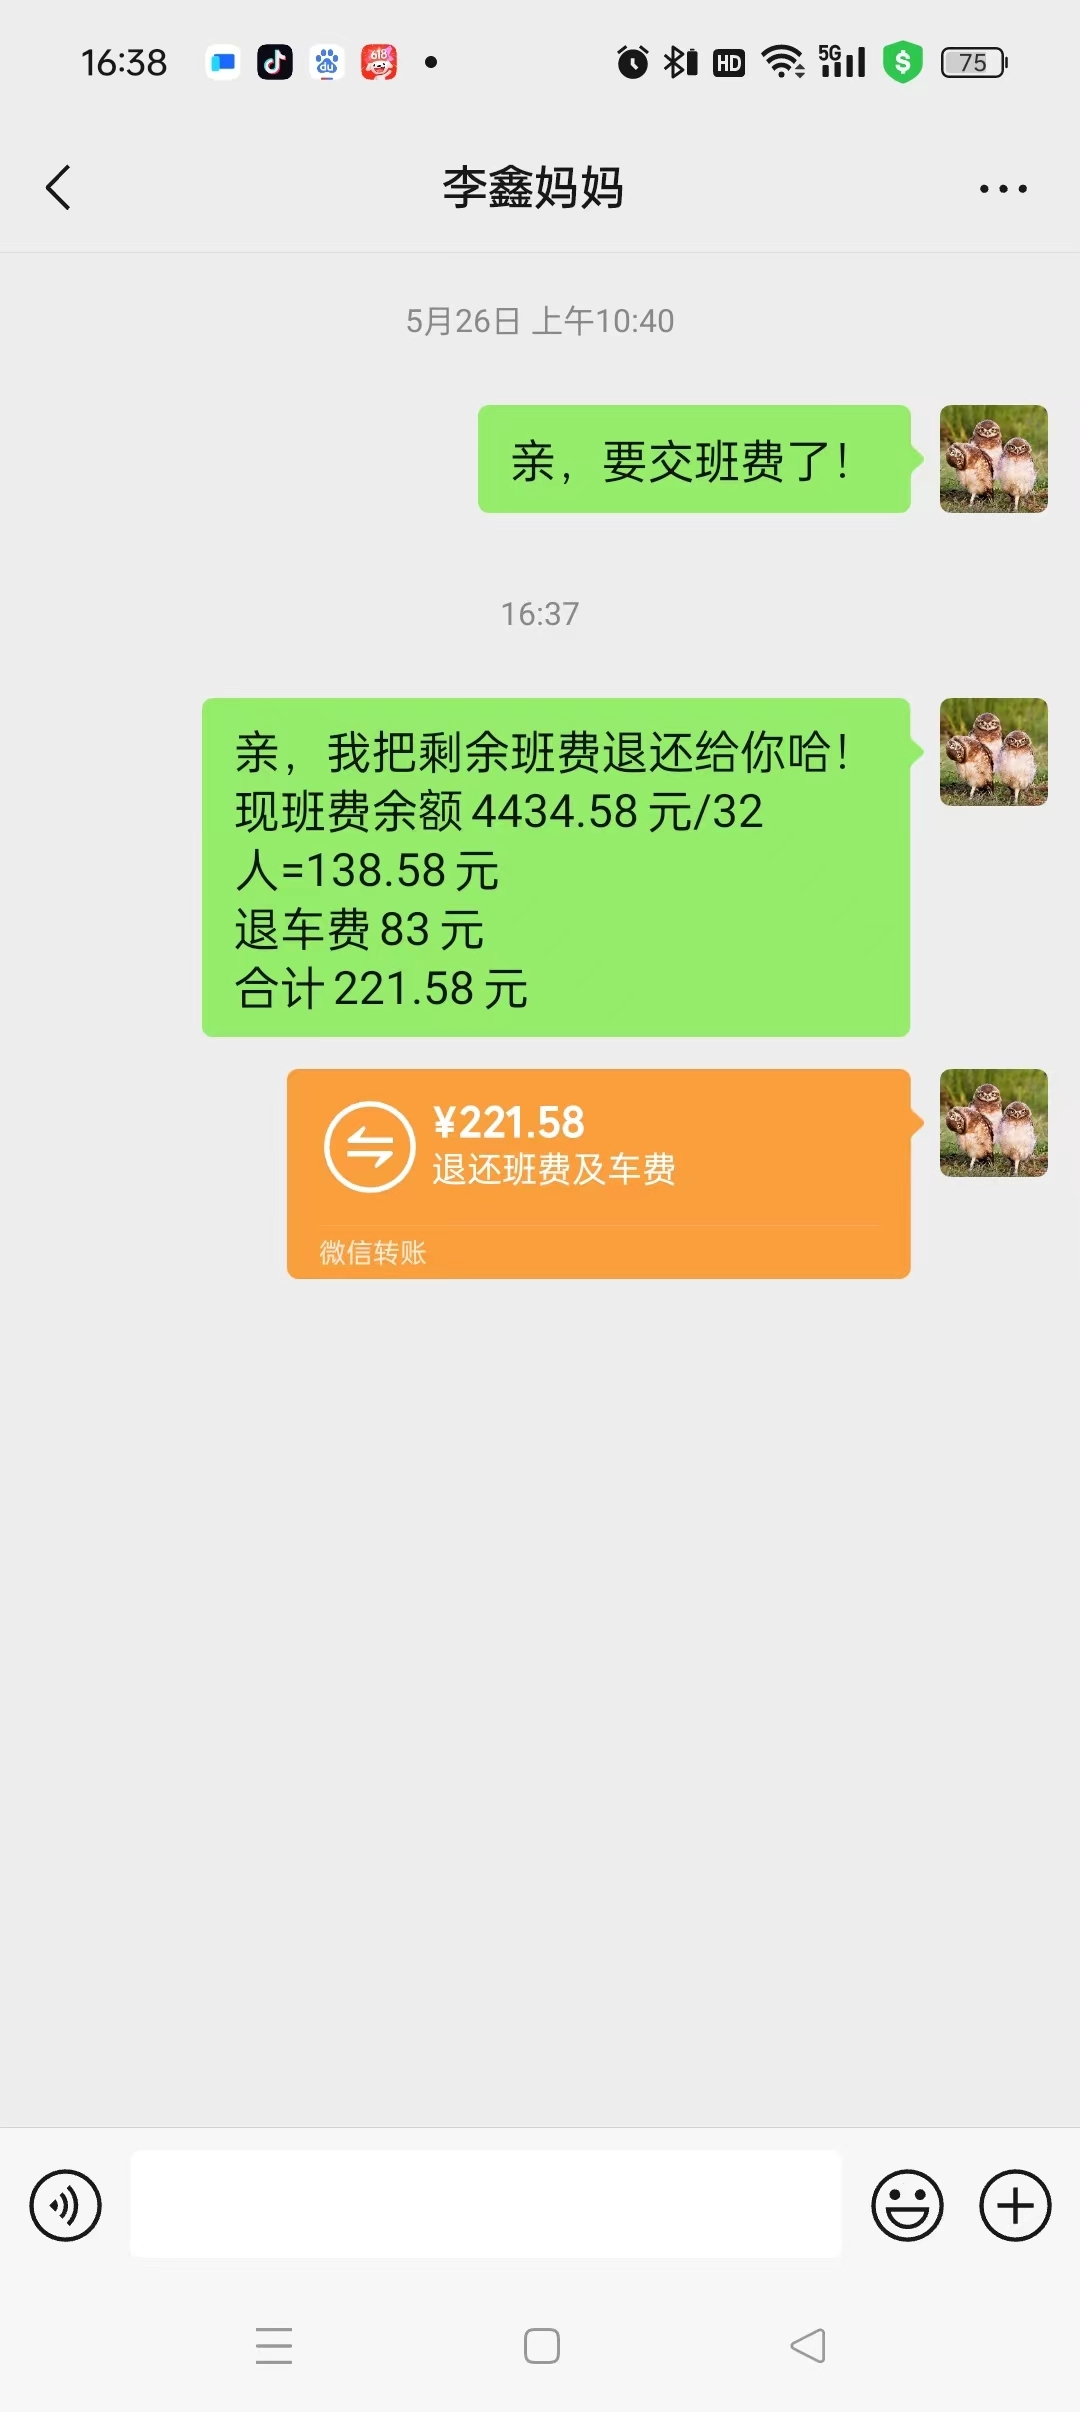 16:38
618
HD
5G
75
李鑫妈妈
5月26日 上午10:40
亲，要交班费了！
16:37
亲，我把剩余班费退还给你哈！
现班费余额4434.58元/32
人=138.58元
退车费83元
合计221.58元
¥221.58
退还班费及车费
微信转账